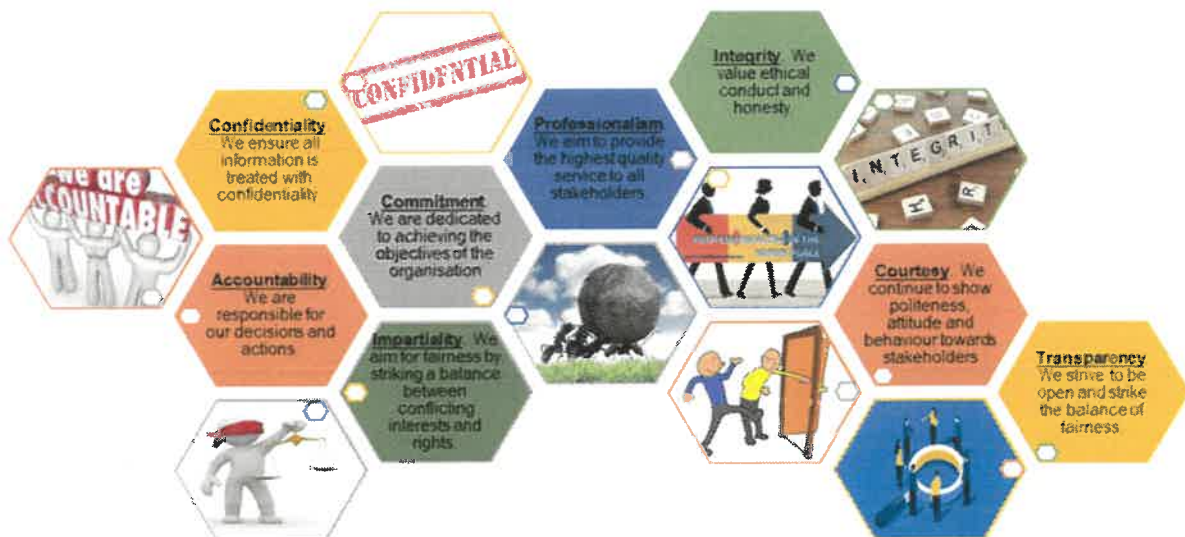 CONFIDENTIAL
Confidentiality
We ensure all
information is
treated with
confidentiality
We are
ACCOUNTABLE
Accountability
We are
responsible for
our decisions and
actions
Commitment
We are dedicated
to achieving the
objectives of the
organisation
Impartiality. We
aim for fairness by
striking a balance
between
conflicting
interests and
rights.
Professionalism
We aim to provide
the highest quality
service to all
stakeholders
Integrity. We
value ethical
conduct and
honesty.
INTEGRIT
R
IN THE
Courtesy. We
continue to show
politeness,
attitude and
behaviour towards
stakeholders
Transparency
We strive to be
open and strike
the balance of
fairness